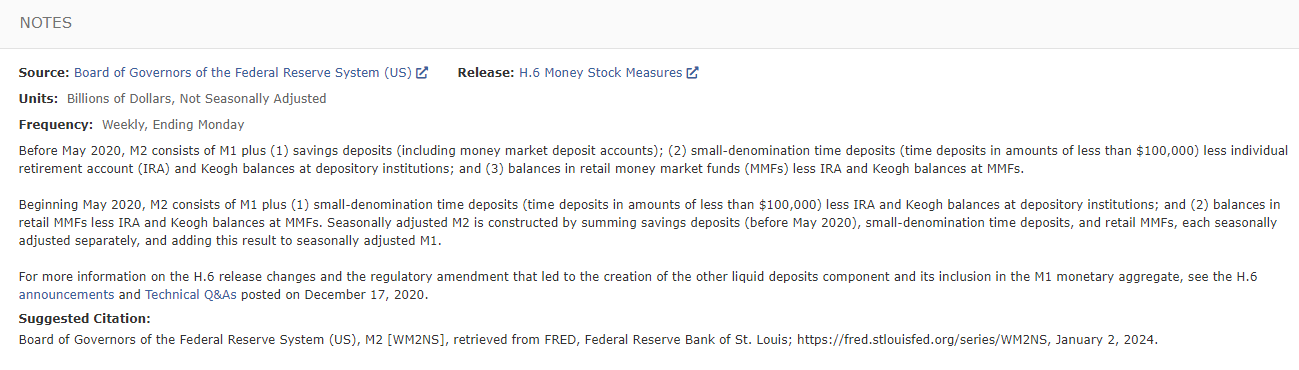 NOTES
Source: Board of Governors of the Federal Reserve System (US) Release: H.6 Money Stock Measures
Units: Billions of Dollars, Not Seasonally Adjusted
Frequency: Weekly, Ending Monday
Before May 2020, M2 consists of M1 plus (1) savings deposits (including money market deposit accounts); (2) small-denomination time deposits (time deposits in amounts of less than $100,000) less individual
retirement account (IRA) and Keogh balances at depository institutions; and (3) balances in retail money market funds (MMFs) less IRA and Keogh balances at MMFs.
Beginning May 2020, M2 consists of M1 plus (1) small-denomination time deposits (time deposits in amounts of less than $100,000) less IRA and Keogh balances at depository institutions; and (2) balances in
retail MMFs less IRA and Keogh balances at MMFs. Seasonally adjusted M2 is constructed by summing savings deposits (before May 2020), small-denomination time deposits, and retail MMFs, each seasonally
adjusted separately, and adding this result to seasonally adjusted M1.
For more information on the H.6 release changes and the regulatory amendment that led to the creation of the other liquid deposits component and its inclusion in the M1 monetary aggregate, see the H.6
announcements and Technical Q&As posted on December 17, 2020.
Suggested Citation:
Board of Governors of the Federal Reserve System (US), M2 [WM2NS], retrieved from FRED, Federal Reserve Bank of St. Louis; https://fred.stlouisfed.org/series/WM2NS, January 2, 2024.